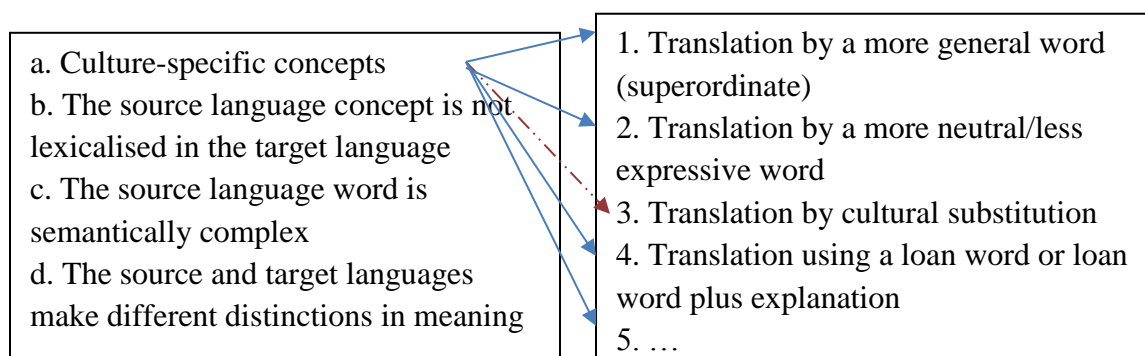 a. Culture-specific concepts
b. The source language concept is not
lexicalised in the target language
c. The source language word is
semantically complex
d. The source and target languages
make different distinctions in meaning
1. Translation by a more general word
(superordinate)
2. Translation by a more neutral/less
expressive word
3. Translation by cultural substitution
4. Translation using a loan word or loan
word plus explanation
5. …